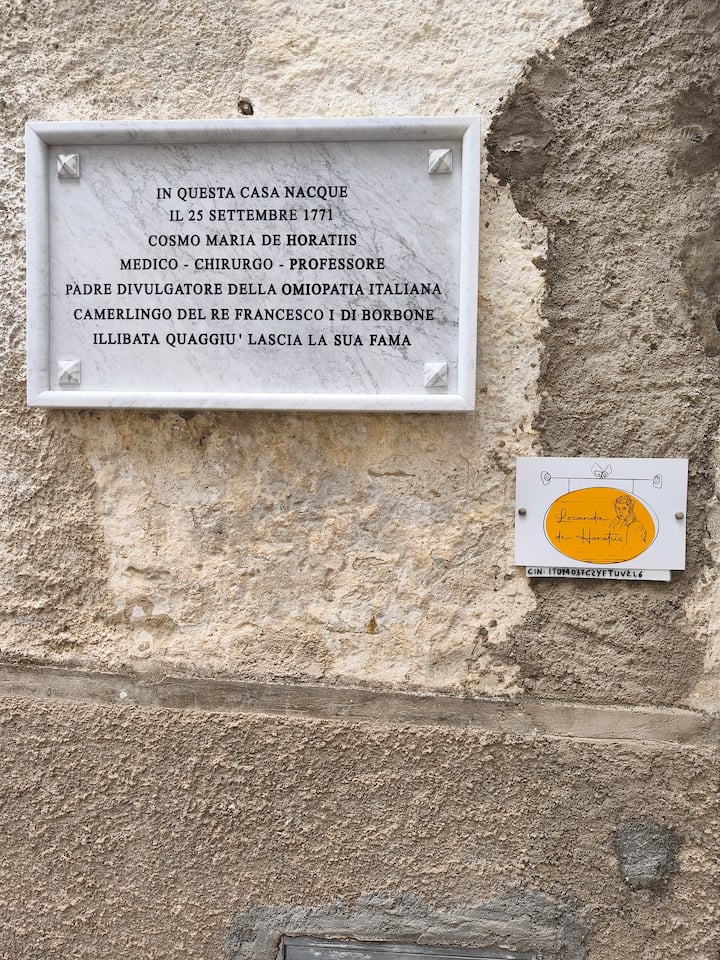 IN QUESTA CASA NACQUE
IL 25 SETTEMBRE 1771
COSMO MARIA DE HORATIIS
MEDICO - CHIRURGO - PROFESSORE
PADRE DIVULGATORE DELLA OMIOPATIA ITALIANA
CAMERLINGO DEL RE FRANCESCO I DI BORBONE
ILLIBATA QUAGGIU' LASCIA LA SUA FAMA
Locanda
de Horatiis
CIN: